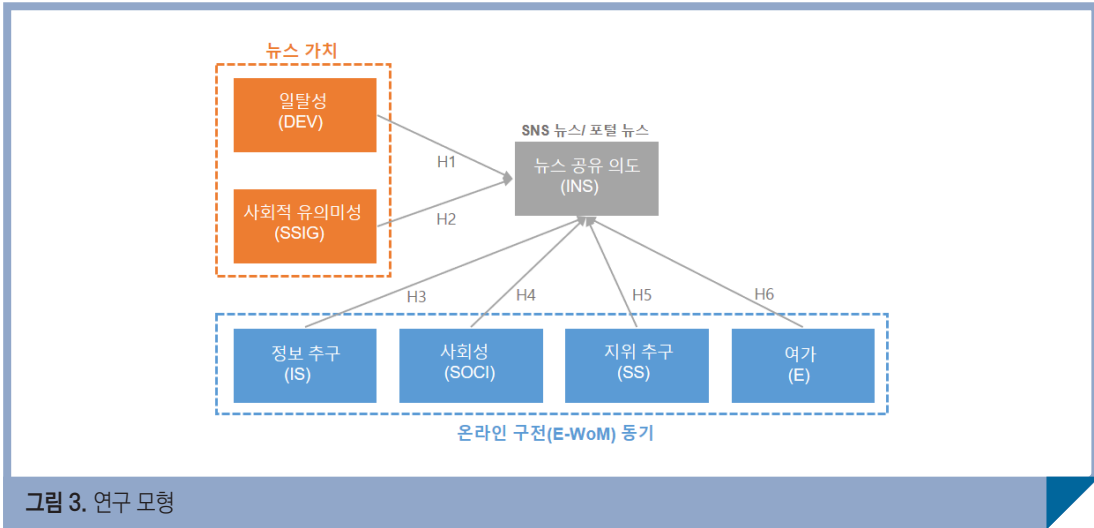 뉴스 가치
일탈성
(DEV)
사회적 유의미성
(SSIG)
H1
H2
SNS 뉴스/ 포털 뉴스
뉴스 공유 의도
(INS)
H3
H4
H5
H6
정보 추구
(IS)
사회성
(SOCI)
지위 추구
(SS)
여가
(E)
온라인 구전(E-WoM) 동기
그림 3. 연구 모형